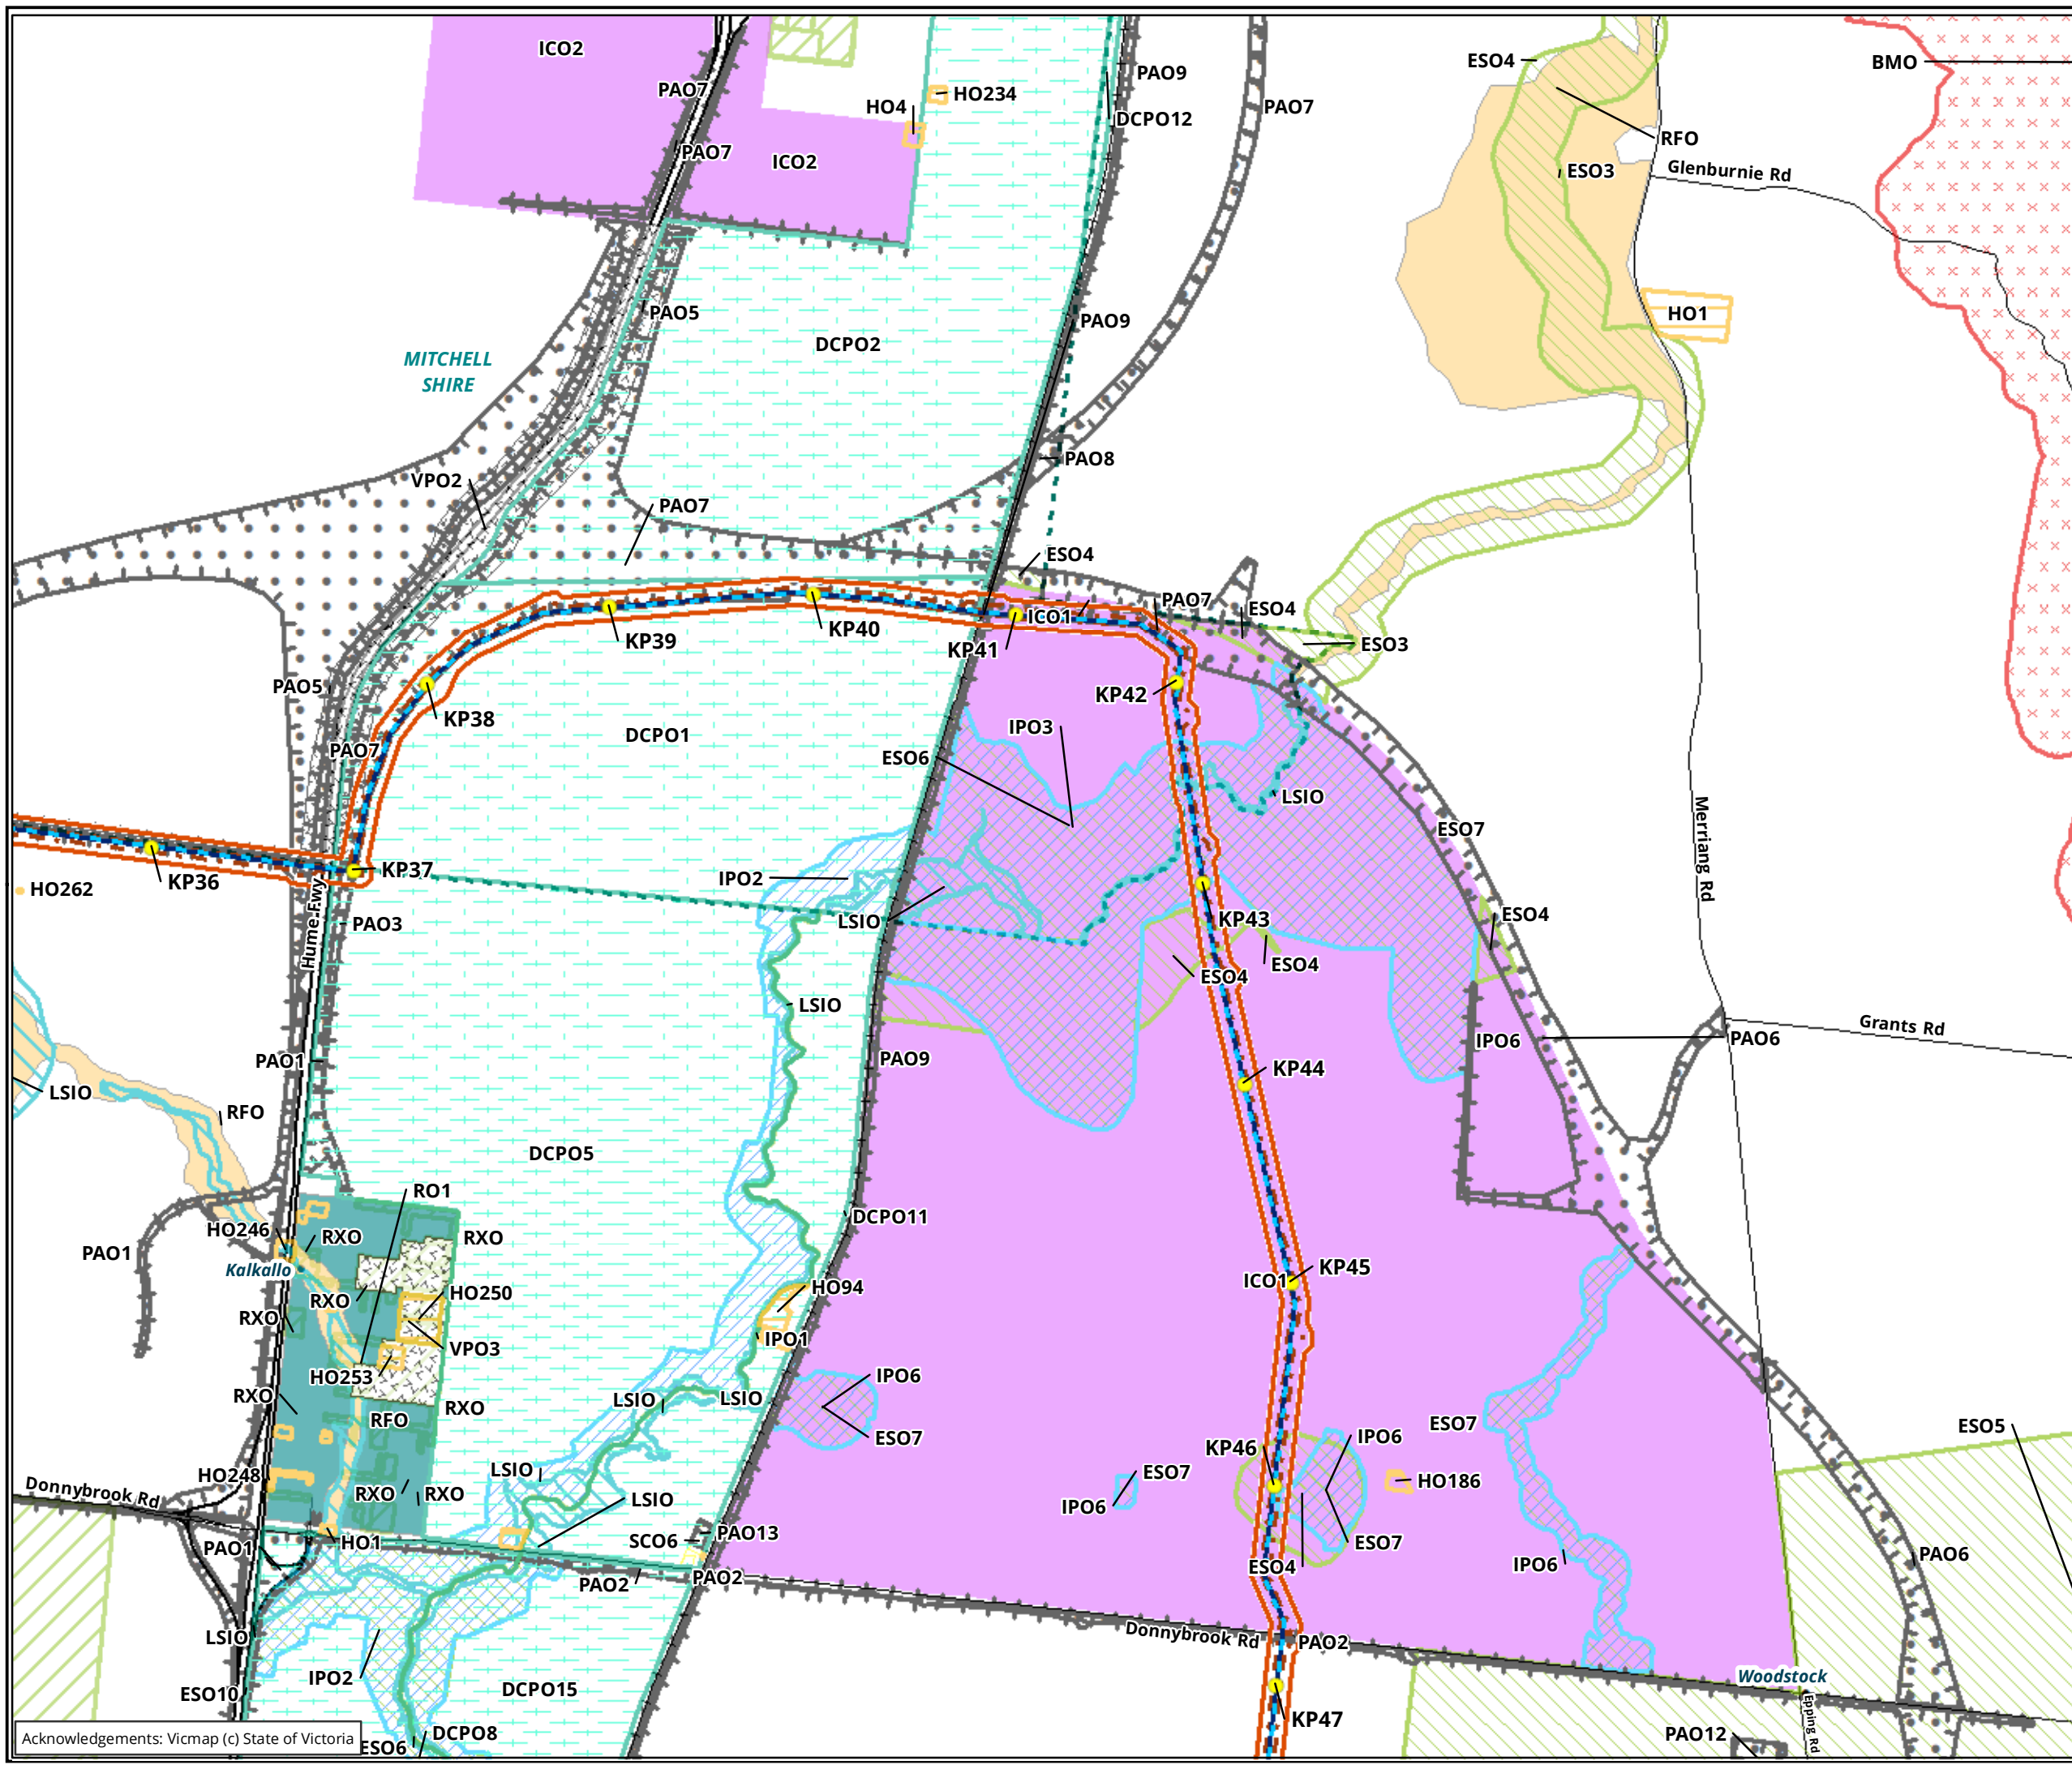 ICO2
PAO7
PAO9
ESO4
BMO
HO4
HO234
DCPO12
PAO7
PAO7
ICO2
RFO
ESO3
Glenburnie Rd
PAO5
PAO9
HO1
DCPO2
MITCHELL
SHIRE
VPO2
PAO8
PAO7
ESO4
PAO7
ESO4
ICO1
KP39
KP40
KP41
ESO3
PAO5
KP38
KP42
IPO3
DCPO1
PAO7
ESO6
LSIO
ESO7
Merriang Rd
KP36
KP37
HO262
IPO2
LSIO
KP43
ESO4
PAO3
Hume Fwy
ESO4
ESO4
LSIO
Grants Rd
IPO6
PAO6
PAO1
PAO9
KP44
LSIO
RFO
DCPO5
RO1
DCPO11
HO246
RXO
RXO
PAO1
Kalkallo
ICO1
KP45
RXO
HO250
HO94
RXO
VPO3
IPO1
HO253
IPO6
RXO
LSIO
LSIO
RFO
RXO
ESO7
ESO7
ESO5
IPO6
KP46
HO248
LSIO
ESO7
HO186
Donnybrook Rd
RXO
RXO
LSIO
IPO6
SCO6
PAO13
HO1
PAO1
ESO7
PAO6
ESO4
IPO6
PAO2
PAO2
LSIO
Donnybrook Rd
PAO2
IPO2
Woodstock
ESO10
DCPO15
KP47
Epping Rd
DCPO8
PAO12
ESO6
Acknowledgements: Vicmap (c) State of Victoria